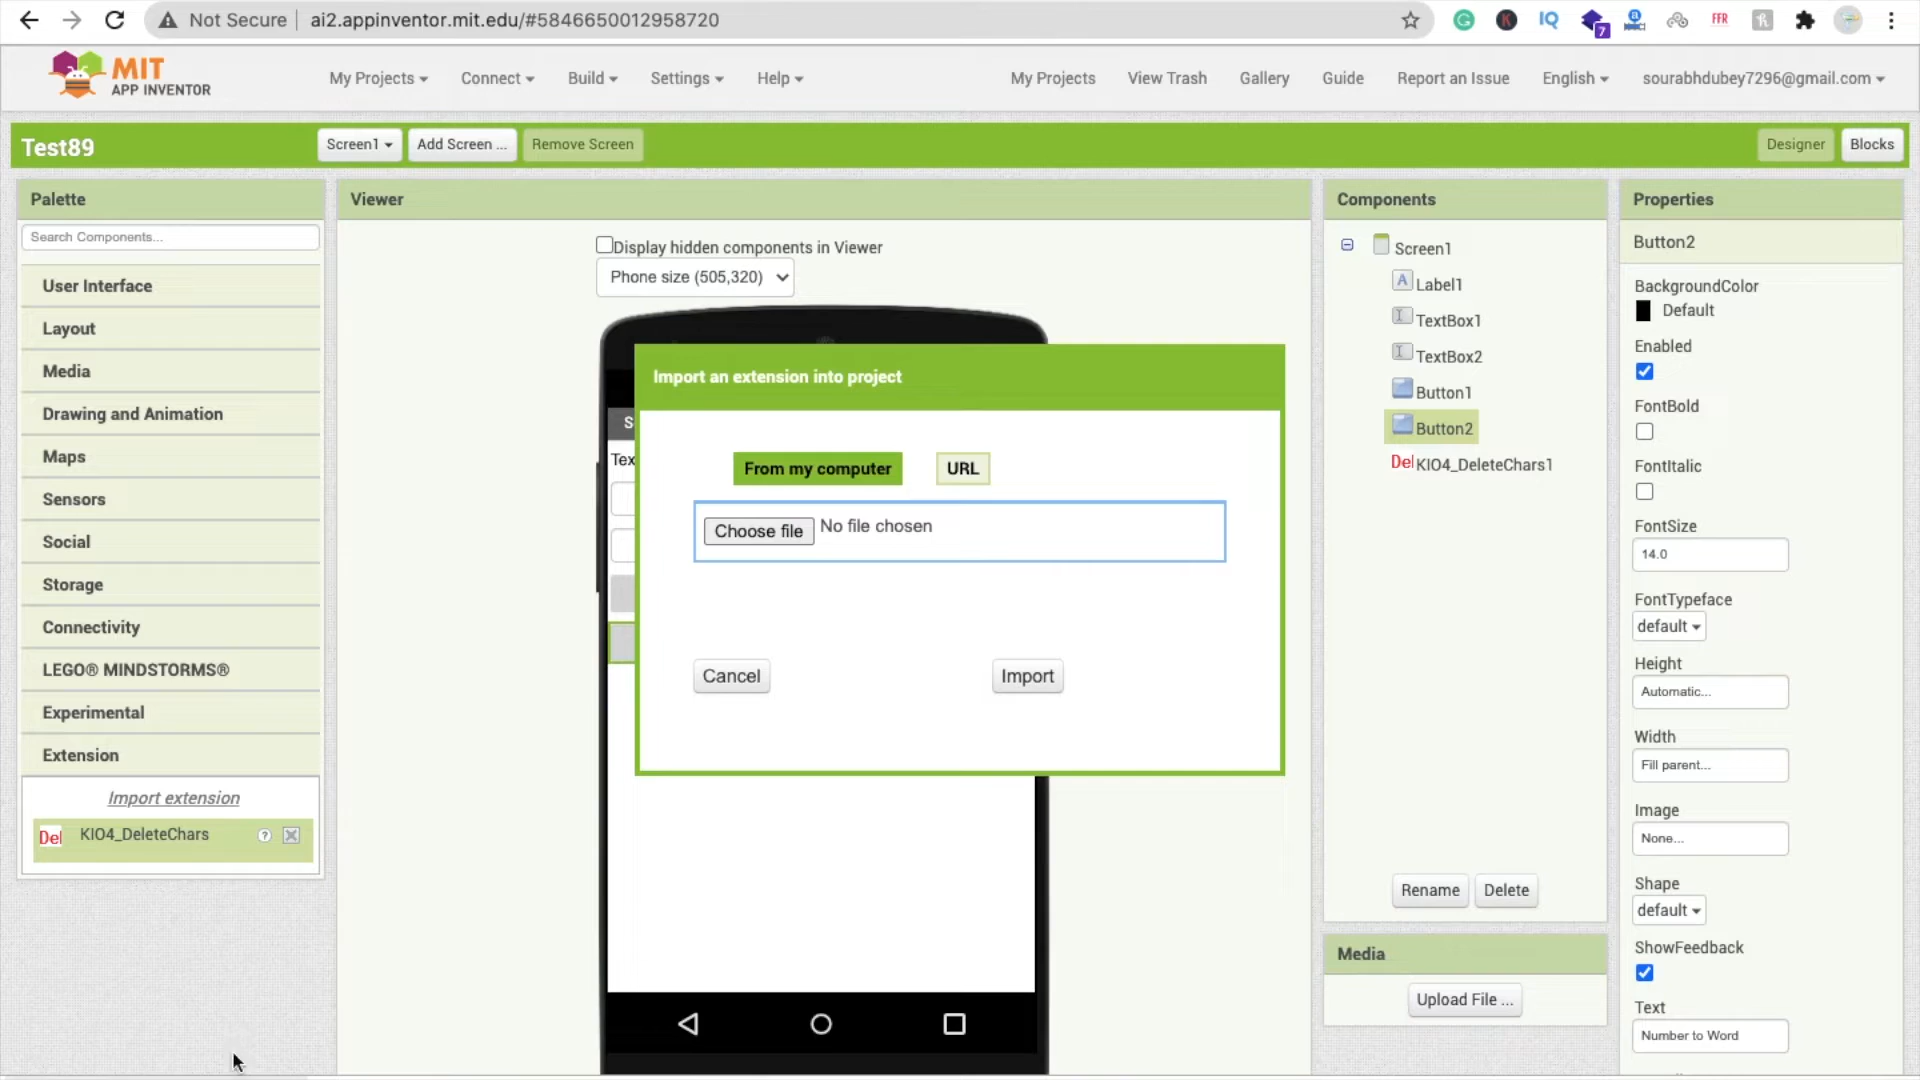 Not Secure
ai2.appinventor.mit.edu/#5846650012958720
7
FFR
MIT
APP INVENTOR
My Projects
Connect
Build
Settings
Help
My Projects
View Trash
Gallery
Guide
Report an Issue
English
sourabhdubey7296@gmail.com
Test89
Screen1
Add Screen ...
Remove Screen
Designer
Blocks
Palette
Search Components...
User Interface
Layout
Media
Drawing and Animation
Maps
Sensors
Social
Storage
Connectivity
LEGO® MINDSTORMS®
Experimental
Extension
Import extension
Del KIO4_DeleteChars ?
Viewer
Display hidden components in Viewer
Phone size (505,320)
Import an extension into project
From my computer
URL
Choose file No file chosen
Cancel
Import
Components
Screen1
A Label1
TextBox1
TextBox2
Button1
Button2
Del KIO4_DeleteChars1
Rename
Delete
Media
Upload File ...
Properties
Button2
BackgroundColor
Default
Enabled
FontBold
FontItalic
FontSize
14.0
FontTypeface
default
Height
Automatic...
Width
Fill parent...
Image
None...
Shape
default
ShowFeedback
Text
Number to Word